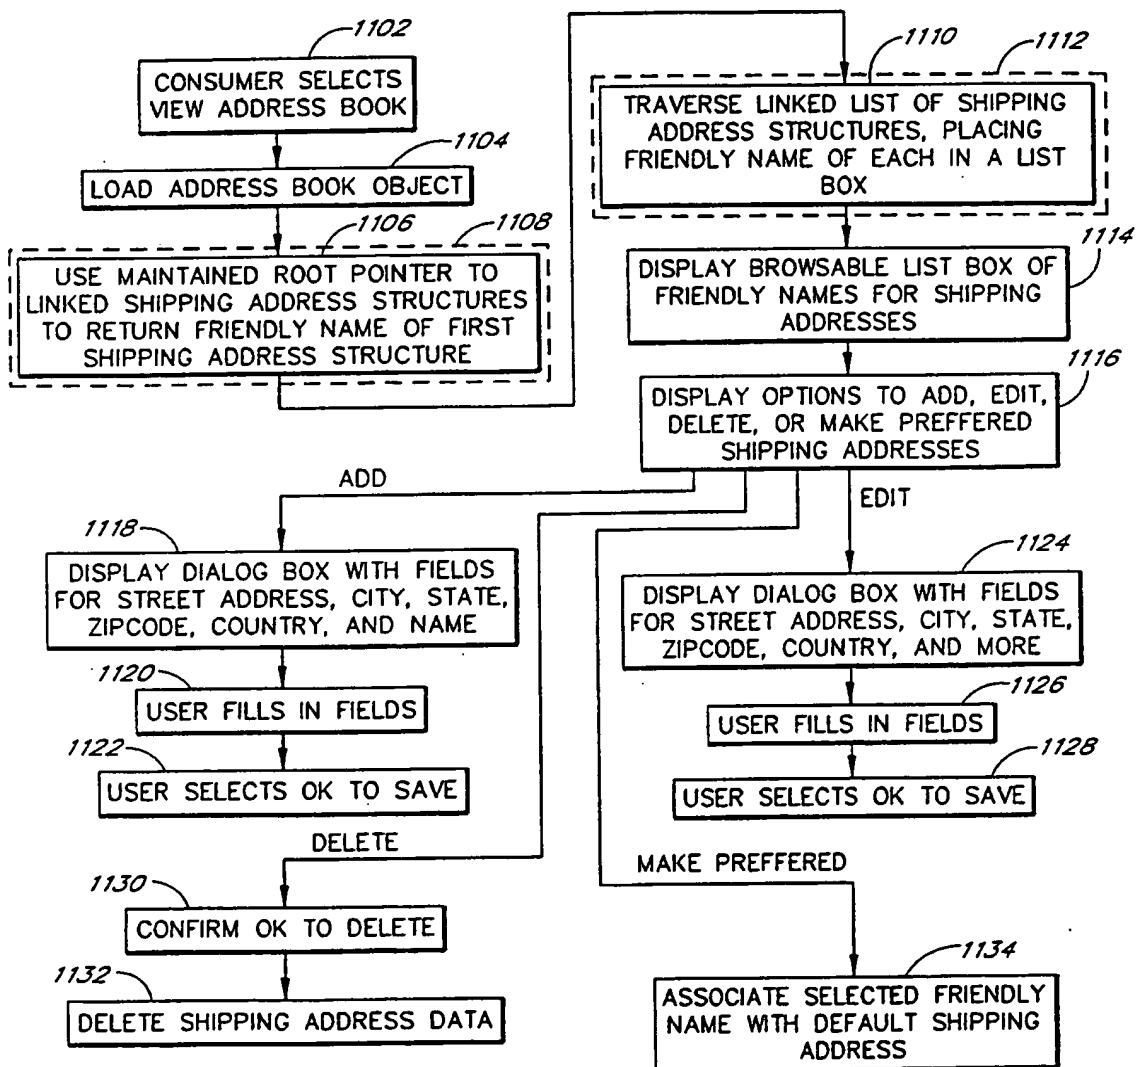 1102
CONSUMER SELECTS
VIEW ADDRESS BOOK
1104
LOAD ADDRESS BOOK OBJECT
1106
1108
USE MAINTAINED ROOT POINTER TO
LINKED SHIPPING ADDRESS STRUCTURES
TO RETURN FRIENDLY NAME OF FIRST
SHIPPING ADDRESS STRUCTURE
1110
1112
TRAVERSE LINKED LIST OF SHIPPING
ADDRESS STRUCTURES, PLACING
FRIENDLY NAME OF EACH IN A LIST
BOX
1114
DISPLAY BROWSABLE LIST BOX OF
FRIENDLY NAMES FOR SHIPPING
ADDRESSES
1116
DISPLAY OPTIONS TO ADD, EDIT,
DELETE, OR MAKE PREFFERED
SHIPPING ADDRESSES
ADD
1118
DISPLAY DIALOG BOX WITH FIELDS
FOR STREET ADDRESS, CITY, STATE,
ZIPCODE, COUNTRY, AND NAME
1120
USER FILLS IN FIELDS
1122
USER SELECTS OK TO SAVE
EDIT
1124
DISPLAY DIALOG BOX WITH FIELDS
FOR STREET ADDRESS, CITY, STATE,
ZIPCODE, COUNTRY, AND MORE
1126
USER FILLS IN FIELDS
1128
USER SELECTS OK TO SAVE
DELETE
1130
CONFIRM OK TO DELETE
1132
DELETE SHIPPING ADDRESS DATA
MAKE PREFFERED
1134
ASSOCIATE SELECTED FRIENDLY
NAME WITH DEFAULT SHIPPING
ADDRESS